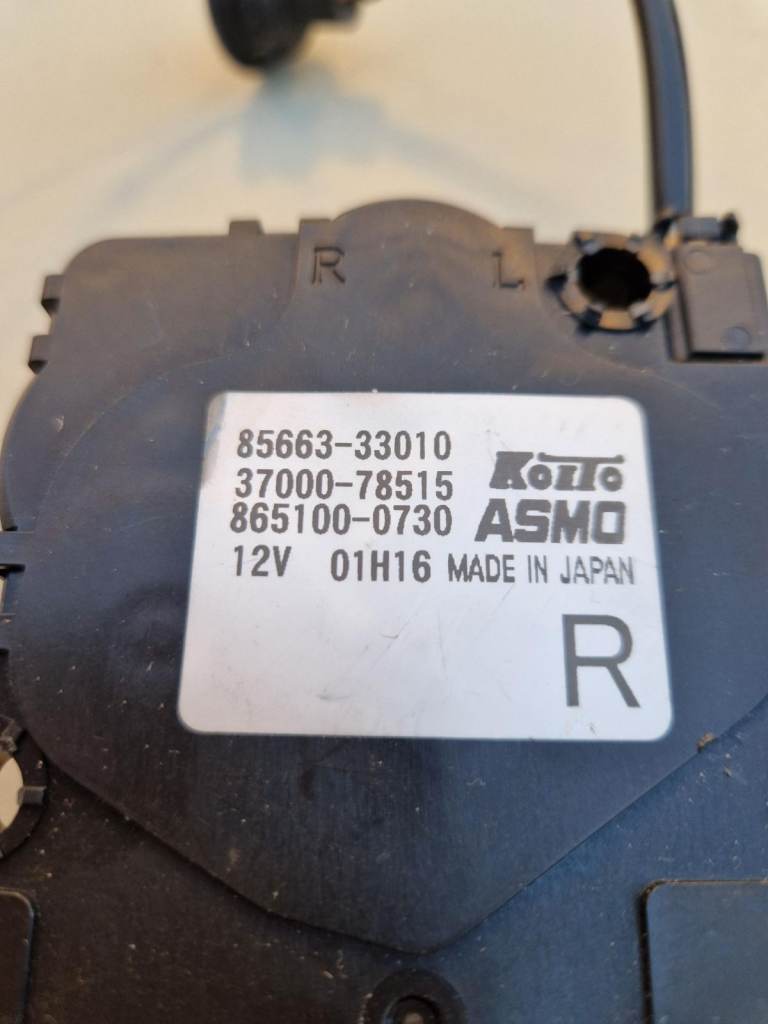 R L
85663-33010
37000-78515 KOITO
865100-0730 ASMO
12V 01H16 MADE IN JAPAN
R